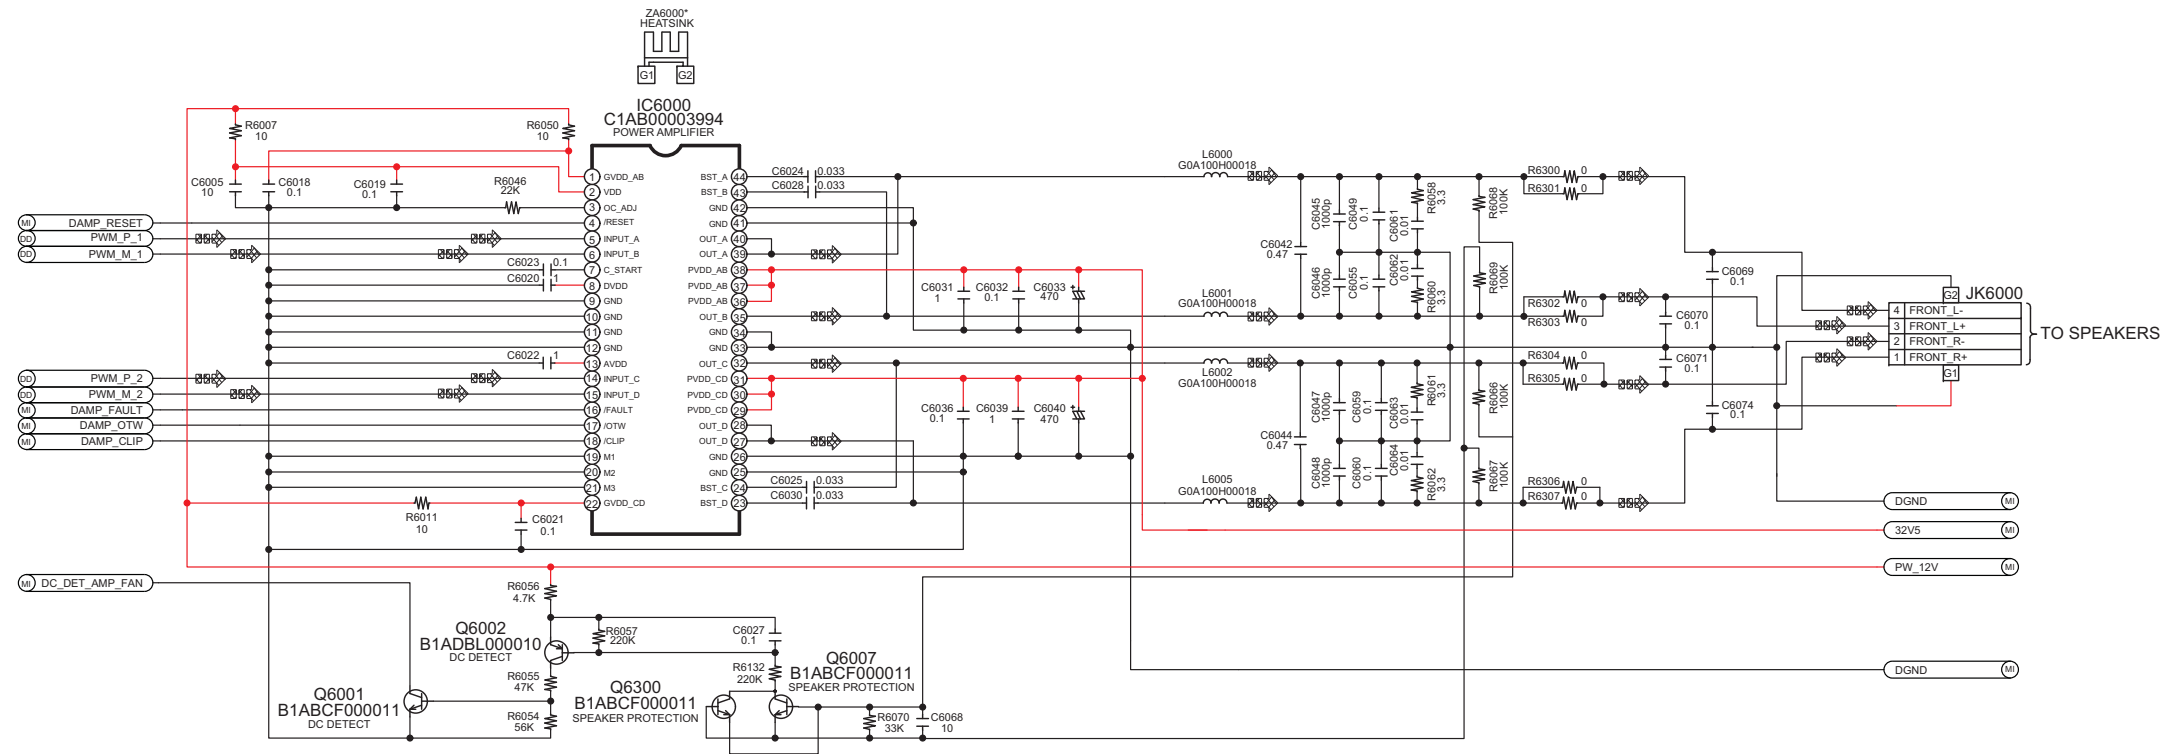 ZA6000*
HEATSINK
G1 G2
IC6000
C1AB00003994
POWER AMPLIFIER
R6007
10
R6050
10
C6005
10
C6018
0.1
C6019
0.1
R6046
22K
MI DAMP_RESET
DD PWM_P_1
DD PWM_M_1
C6023 0.1
C6020 1
C6022 1
DD PWM_P_2
DD PWM_M_2
MI DAMP_FAULT
MI DAMP_OTW
MI DAMP_CLIP
R6011
10
C6021
0.1
1 GVDD_AB
2 VDD
3 OC_ADJ
4 /RESET
5 INPUT_A
6 INPUT_B
7 C_START
8 DVDD
9 GND
10 GND
11 GND
12 GND
13 AVDD
14 INPUT_C
15 INPUT_D
16 /FAULT
17 /OTW
18 /CLIP
19 M1
20 M2
21 M3
22 GVDD_CD
BST_A 44
BST_B 43
GND 42
GND 41
OUT_A 40
OUT_A 39
PVDD_AB 38
PVDD_AB 37
PVDD_AB 36
OUT_B 35
GND 34
GND 33
OUT_C 32
PVDD_CD 31
PVDD_CD 30
PVDD_CD 29
OUT_D 28
OUT_D 27
GND 26
GND 25
BST_C 24
BST_D 23
C6024 0.033
C6028 0.033
C6031
1
C6032
0.1
C6033
470
C6036
0.1
C6039
1
C6040
470
C6025 0.033
C6030 0.033
L6000
G0A100H00018
L6001
G0A100H00018
L6002
G0A100H00018
L6005
G0A100H00018
C6042
0.47
C6045
1000p
C6049
0.1
C6061
0.01
R6058
3.3
R6068
100K
C6046
1000p
C6055
0.1
C6062
0.01
R6060
3.3
R6069
100K
C6044
0.47
C6047
1000p
C6059
0.1
C6063
0.01
R6061
3.3
R6066
100K
C6048
1000p
C6060
0.1
C6064
0.01
R6062
3.3
R6067
100K
R6300 0
R6301 0
R6302 0
R6303 0
R6304 0
R6305 0
R6306 0
R6307 0
C6069
0.1
C6070
0.1
C6071
0.1
C6074
0.1
G2 JK6000
4 FRONT_L-
3 FRONT_L+
2 FRONT_R-
1 FRONT_R+
G1
TO SPEAKERS
DGND MI
32V5 MI
PW_12V MI
DGND MI
MI DC_DET_AMP_FAN
R6056
4.7K
Q6002
B1ADBL000010
DC DETECT
R6057
220K
C6027
0.1
R6055
47K
R6132
220K
Q6007
B1ABCF000011
SPEAKER PROTECTION
Q6001
B1ABCF000011
DC DETECT
Q6300
B1ABCF000011
SPEAKER PROTECTION
R6054
56K
R6070
33K
C6068
10